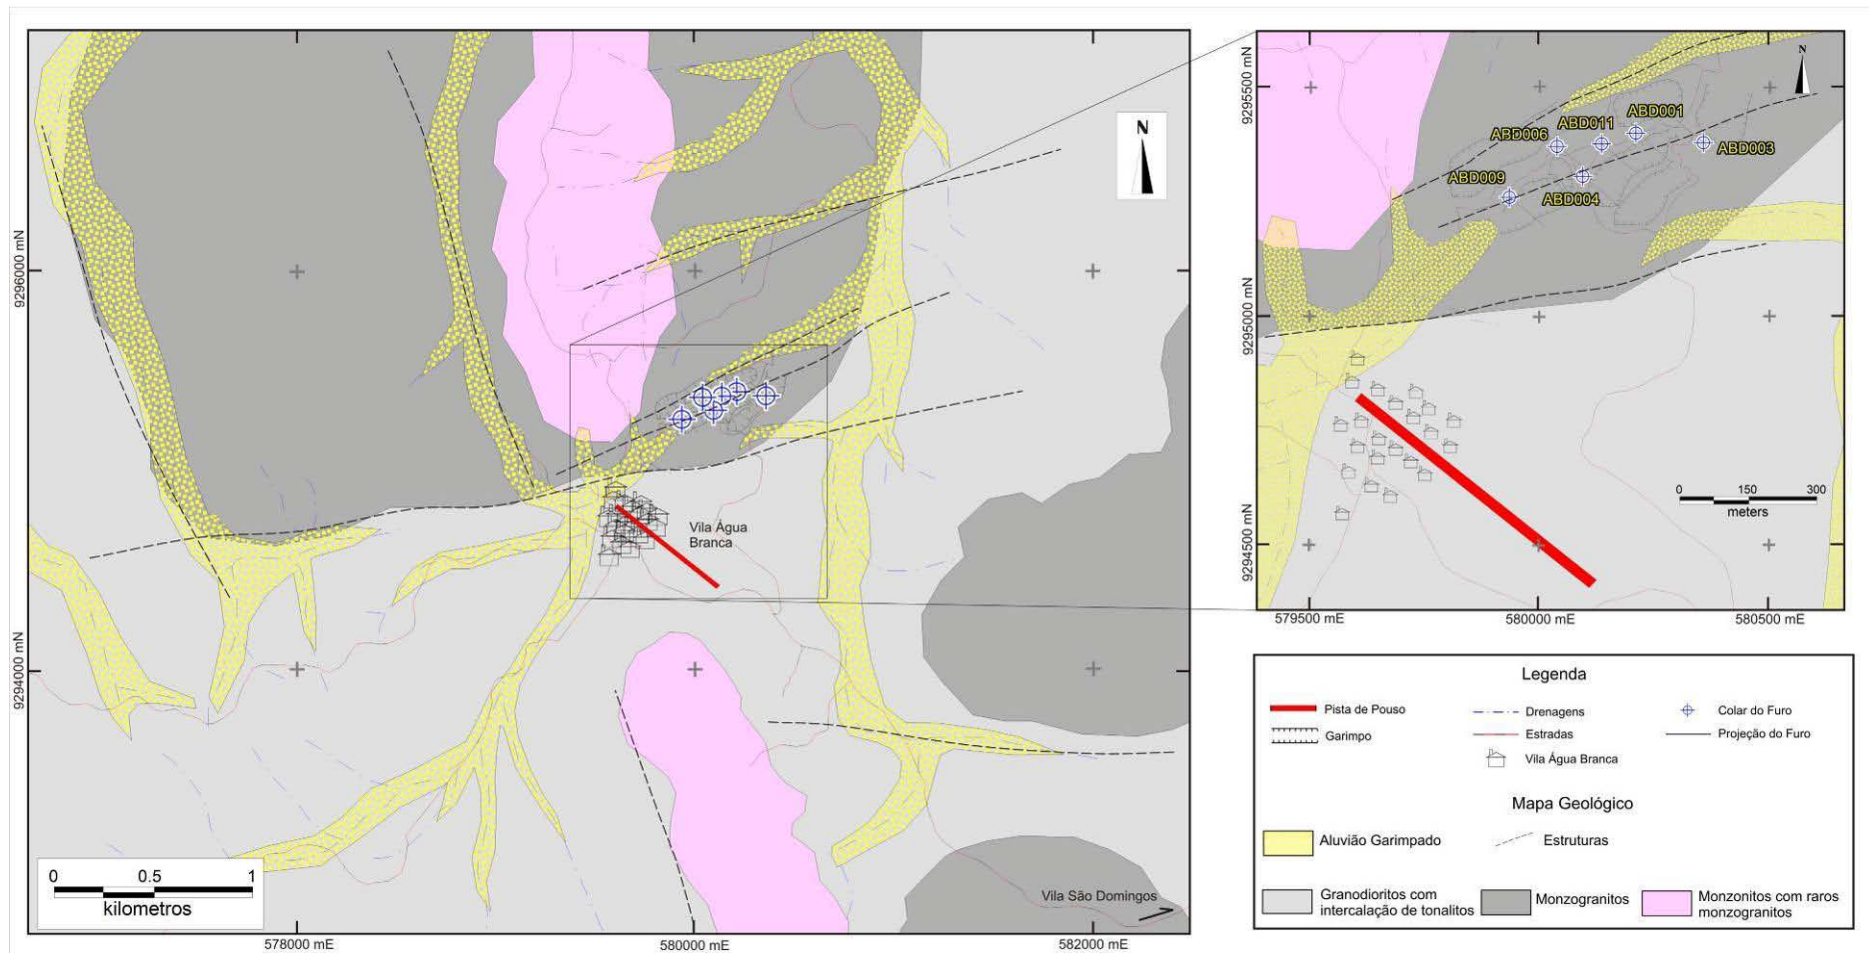 N
9296000 mN
9294000 mN
Vila Água
Branca
Vila São Domingos
0 0.5 1
kilometros
578000 mE 580000 mE 582000 mE
N
9295500 mN
9295000 mN
9294500 mN
ABD001
ABD011
ABD006
ABD003
ABD009
ABD004
0 150 300
meters
579500 mE 580000 mE 580500 mE
Legenda
Pista de Pouso Drenagens Colar do Furo
Garimpo Estradas Projeção do Furo
Vila Água Branca
Mapa Geológico
Aluvião Garimpado Estruturas
Granodioritos com
intercalação de tonalitos
Monzogranitos
Monzonitos com raros
monzogranitos